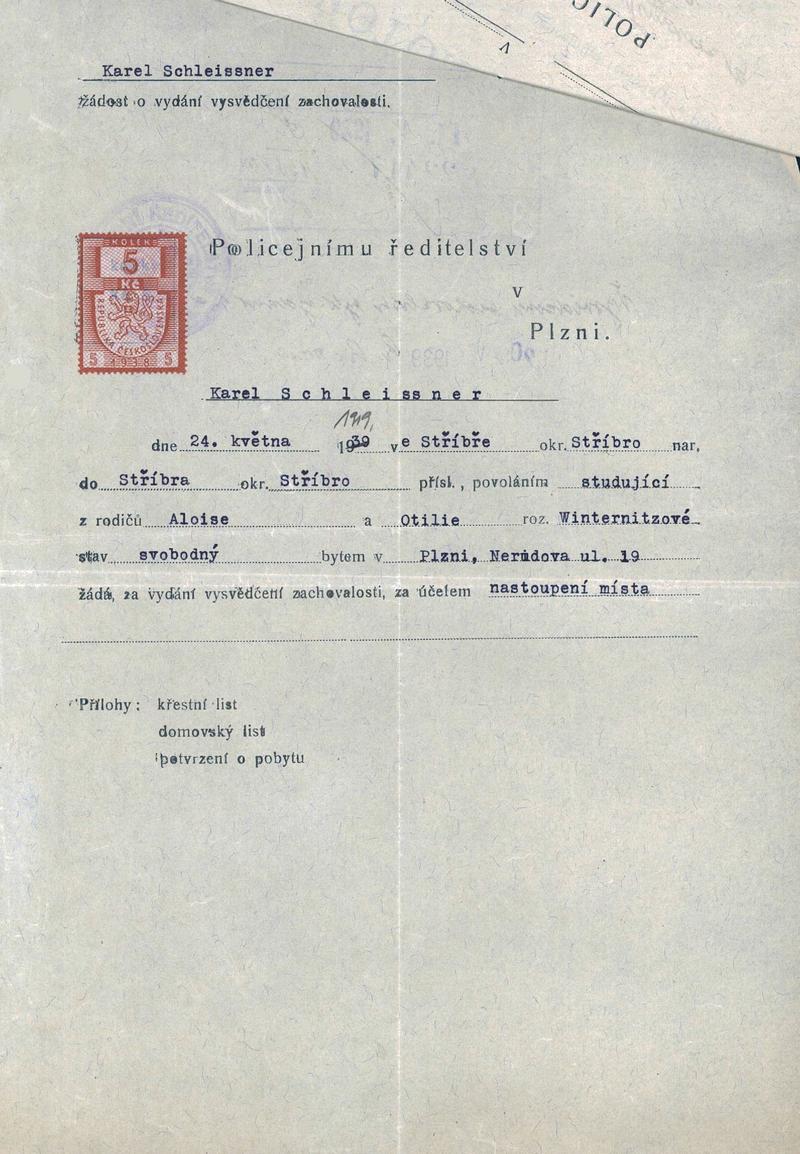 POLIC
V
Karel Schleissner
žádost o vydání vysvědčení zachovalosti.
KOLEK
5
Kč
REPUBLIKA ČESKOSLOVENSKÁ
5 1938 5
Policejnímu ředitelství
v
Plzni.
Karel Schleissner
dne 24. května 1939 ve Stříbře okr. Stříbro nar,
do Stříbra okr. Stříbro přísl., povoláním studující
z rodičů Aloise a Otilie roz. Winternitzové
stav svobodný bytem v Plzni, Nerudova ul. 19
žádá, za vydání vysvědčení zachovalosti, za účelem nastoupení místa
Přílohy: křestní list
domovský list
potvrzení o pobytu